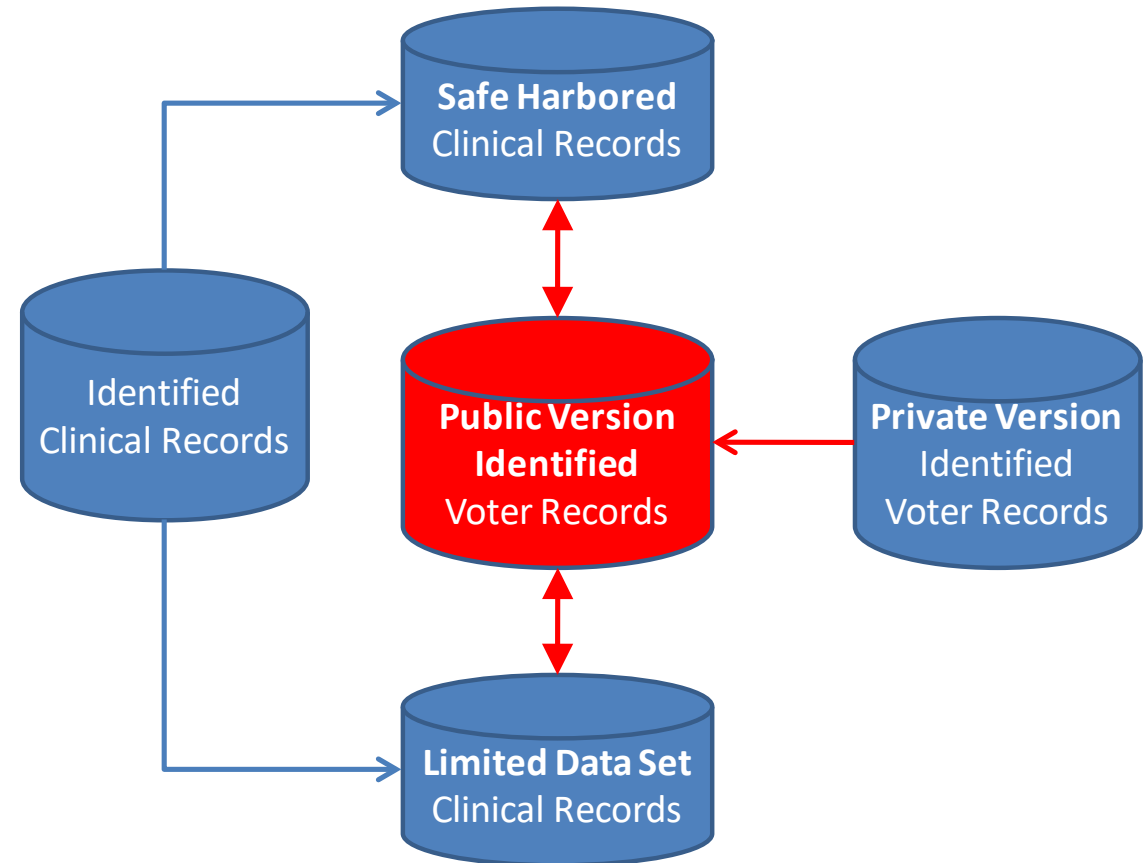 Safe Harbored
Clinical Records
Identified
Clinical Records
Public Version
Identified
Voter Records
Private Version
Identified
Voter Records
Limited Data Set
Clinical Records